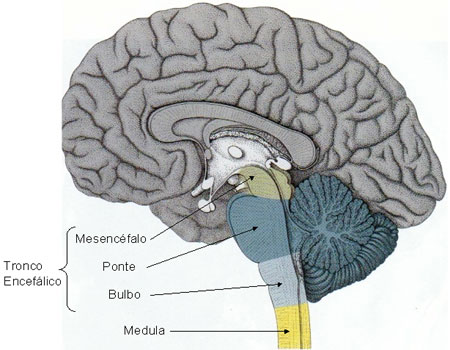 Tronco
Encefálico
Mesencéfalo
Ponte
Bulbo
Medula